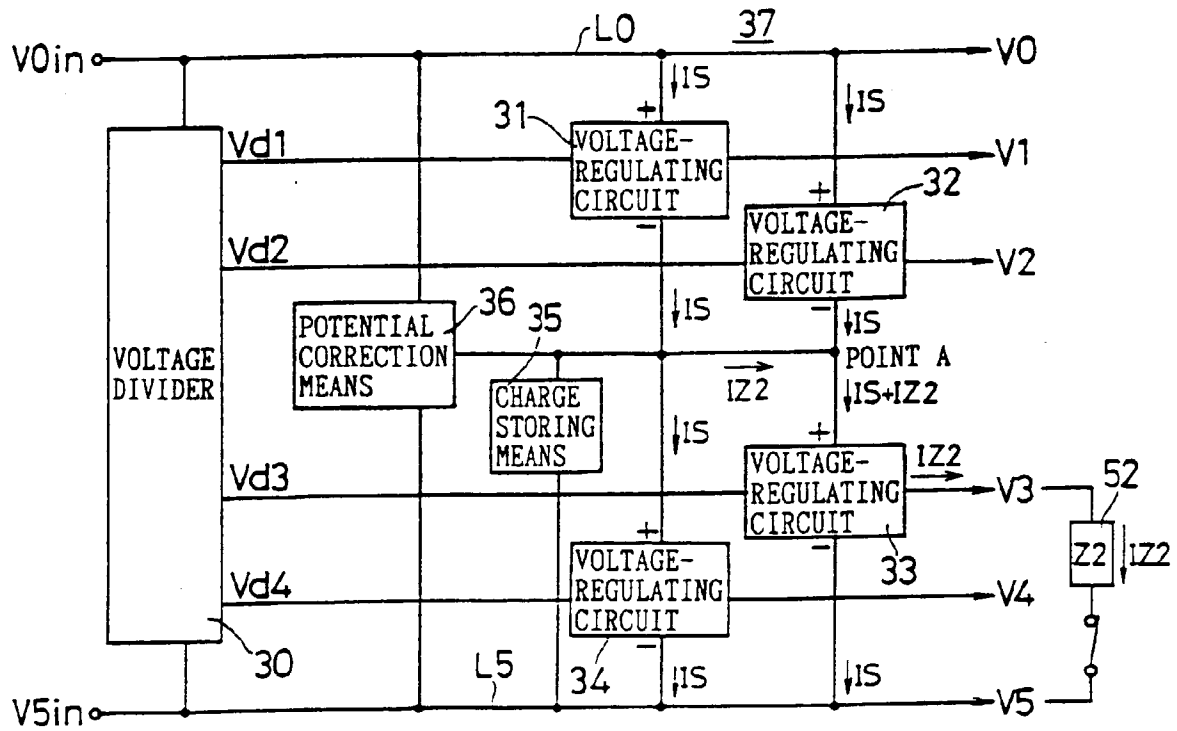 V0in
L0
37
V0
IS
IS
31
+
VOLTAGE-
REGULATING
CIRCUIT
−
Vd1
V1
32
+
VOLTAGE-
REGULATING
CIRCUIT
−
Vd2
V2
IS
IS
36
POTENTIAL
CORRECTION
MEANS
35
CHARGE
STORING
MEANS
VOLTAGE
DIVIDER
POINT A
IZ2
IS+IZ2
IS
+
VOLTAGE-
REGULATING
CIRCUIT
−
33
IZ2
Vd3
V3
52
Z2
IZ2
+
VOLTAGE-
REGULATING
CIRCUIT
−
34
Vd4
V4
30
L5
IS
IS
V5in
V5